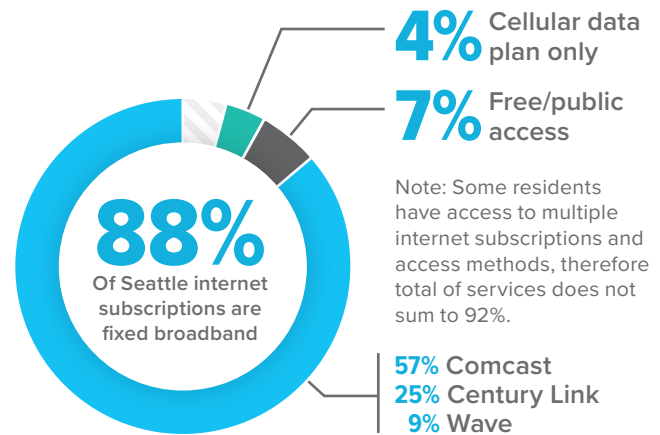 4% Cellular data
plan only
7% Free/public
access
88%
Of Seattle internet
subscriptions are
fixed broadband
Note: Some residents
have access to multiple
internet subscriptions and
access methods, therefore
total of services does not
sum to 92%.
57% Comcast
25% Century Link
9% Wave